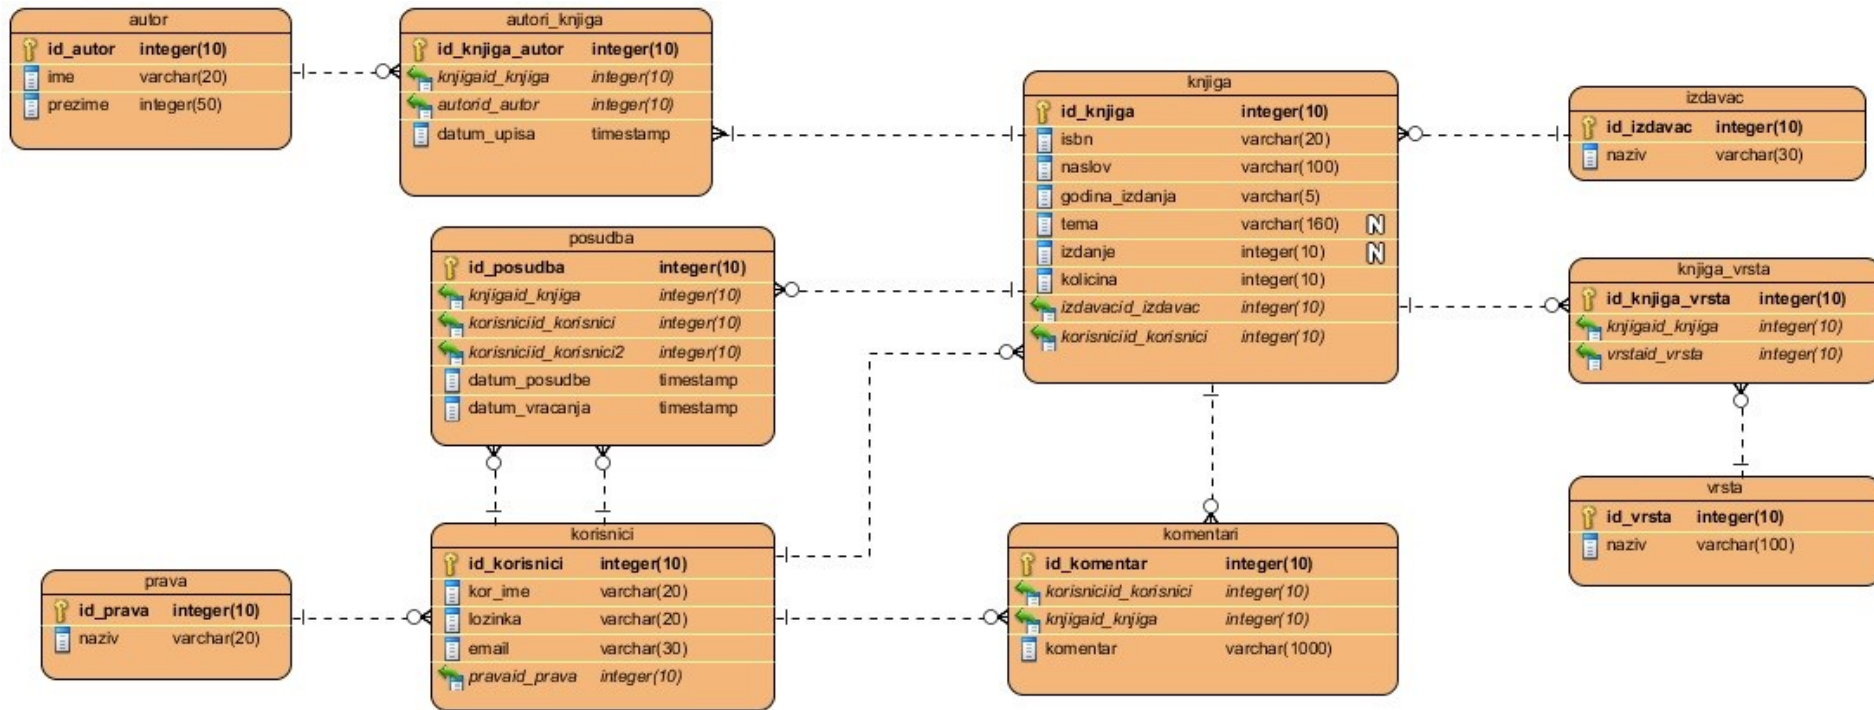 autor
id_autor integer(10)
ime varchar(20)
prezime integer(50)
autori_knjiga
id_knjiga_autor integer(10)
knjigaid_knjiga integer(10)
autorid_autor integer(10)
datum_upisa timestamp
knjiga
id_knjiga integer(10)
isbn varchar(20)
naslov varchar(100)
godina_izdanja varchar(5)
tema varchar(160) N
izdanje integer(10) N
kolicina integer(10)
izdavacid_izdavac integer(10)
korisniciid_korisnici integer(10)
izdavac
id_izdavac integer(10)
naziv varchar(30)
posudba
id_posudba integer(10)
knjigaid_knjiga integer(10)
korisniciid_korisnici integer(10)
korisniciid_korisnici2 integer(10)
datum_posudbe timestamp
datum_vracanja timestamp
knjiga_vrsta
id_knjiga_vrsta integer(10)
knjigaid_knjiga integer(10)
vrstaid_vrsta integer(10)
prava
id_prava integer(10)
naziv varchar(20)
korisnici
id_korisnici integer(10)
kor_ime varchar(20)
lozinka varchar(20)
email varchar(30)
pravaid_prava integer(10)
komentari
id_komentar integer(10)
korisniciid_korisnici integer(10)
knjigaid_knjiga integer(10)
komentar varchar(1000)
vrsta
id_vrsta integer(10)
naziv varchar(100)